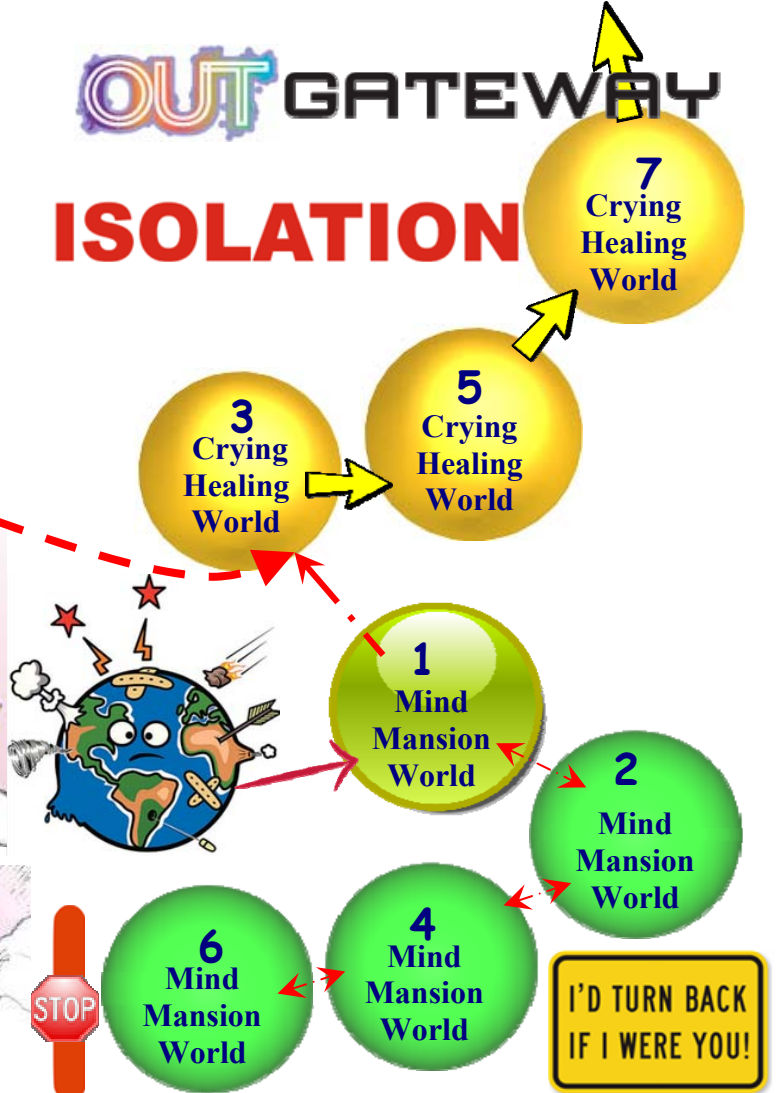 OUT GATEWAY
ISOLATION
7
Crying
Healing
World
5
Crying
Healing
World
3
Crying
Healing
World
1
Mind
Mansion
World
2
Mind
Mansion
World
4
Mind
Mansion
World
6
Mind
Mansion
World
STOP
I'D TURN BACK
IF I WERE YOU!